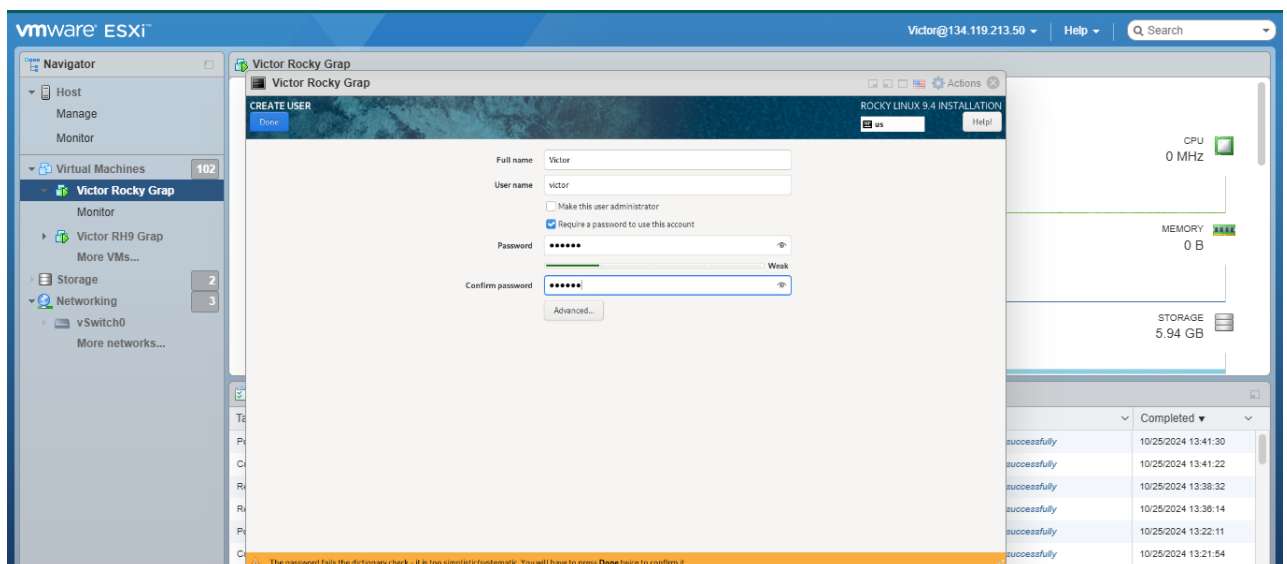 vmware ESXi™
Victor@134.119.213.50
Help
Search
Navigator
Host
Manage
Monitor
Virtual Machines 102
Victor Rocky Grap
Monitor
Victor RH9 Grap
More VMs...
Storage 2
Networking 3
vSwitch0
More networks...
Victor Rocky Grap
Victor Rocky Grap
Actions
CREATE USER
Done
ROCKY LINUX 9.4 INSTALLATION
us
Help!
Full name Victor
User name victor
Make this user administrator
Require a password to use this account
Password ••••••
Weak
Confirm password ••••••
Advanced...
The password fails the dictionary check - it is too simplistic/systematic. You will have to press Done twice to confirm it.
CPU
0 MHz
MEMORY
0 B
STORAGE
5.94 GB
Completed
successfully 10/25/2024 13:41:30
successfully 10/25/2024 13:41:22
successfully 10/25/2024 13:38:32
successfully 10/25/2024 13:36:14
successfully 10/25/2024 13:22:11
successfully 10/25/2024 13:21:54